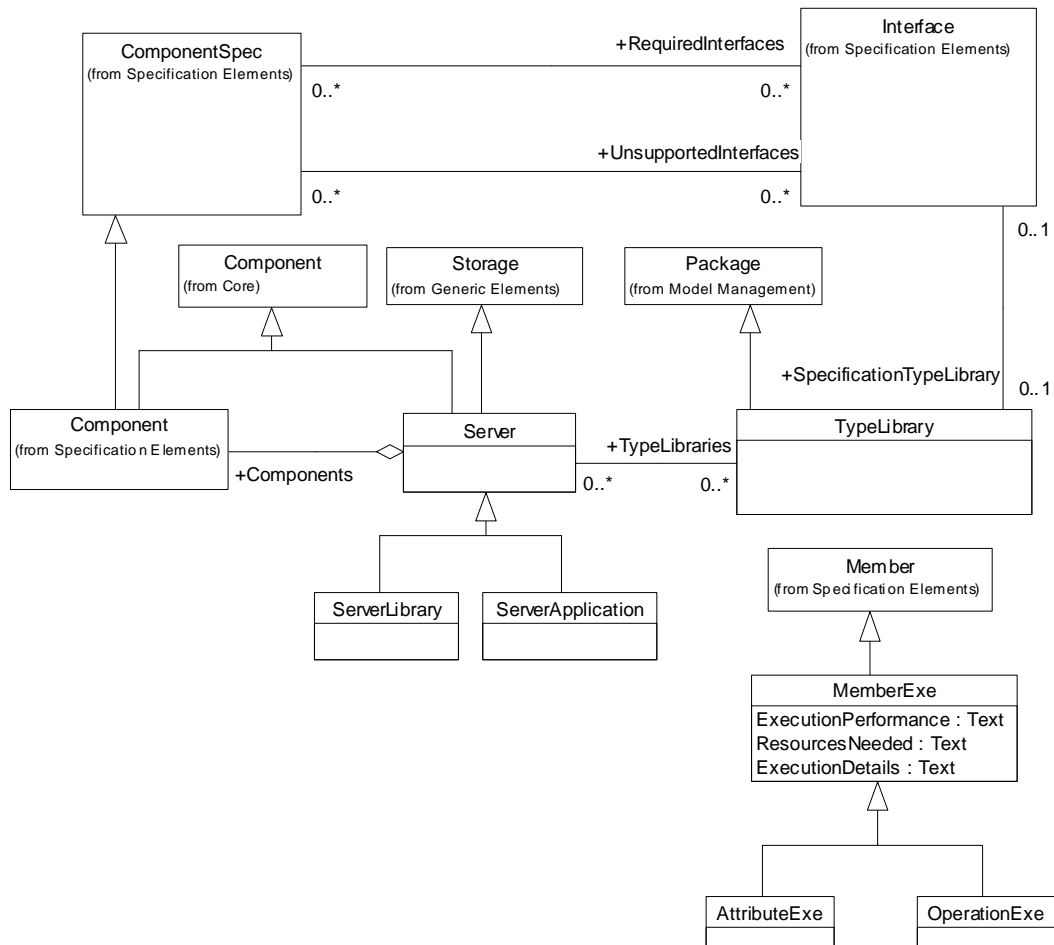 ComponentSpec
(from Specification Elements)
Interface
(from Specification Elements)
+RequiredInterfaces
0..*
0..*
+UnsupportedInterfaces
0..*
0..*
0..1
Component
(from Core)
Storage
(from Generic Elements)
Package
(from Model Management)
+SpecificationTypeLibrary
0..1
Component
(from Specification Elements)
+Components
Server
+TypeLibraries
0..*
0..*
TypeLibrary
ServerLibrary
ServerApplication
Member
(from Specification Elements)
MemberExe
ExecutionPerformance : Text
ResourcesNeeded : Text
ExecutionDetails : Text
AttributeExe
OperationExe